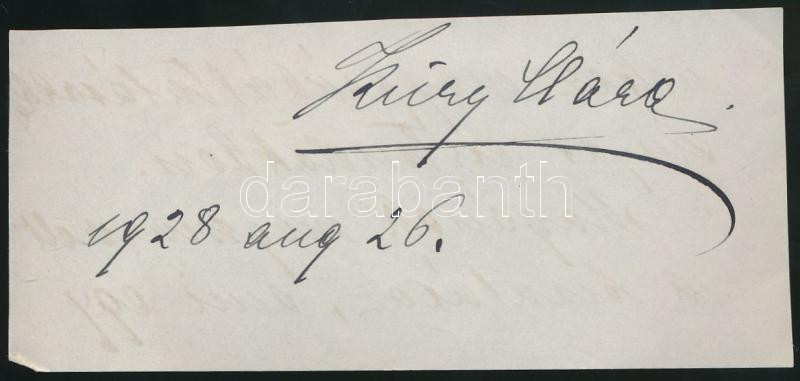 Küry Klára.
darabanth
1928 aug 26.